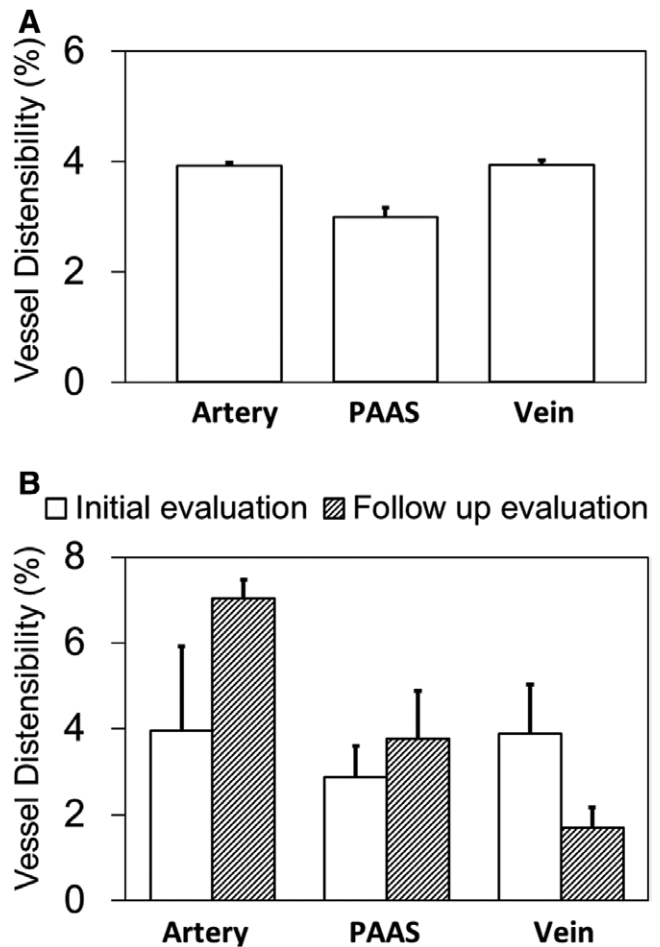 A
Vessel Distensibility (%)
6
4
2
0
Artery PAAS Vein
B
Initial evaluation Follow up evaluation
Vessel Distensibility (%)
8
6
4
2
0
Artery PAAS Vein